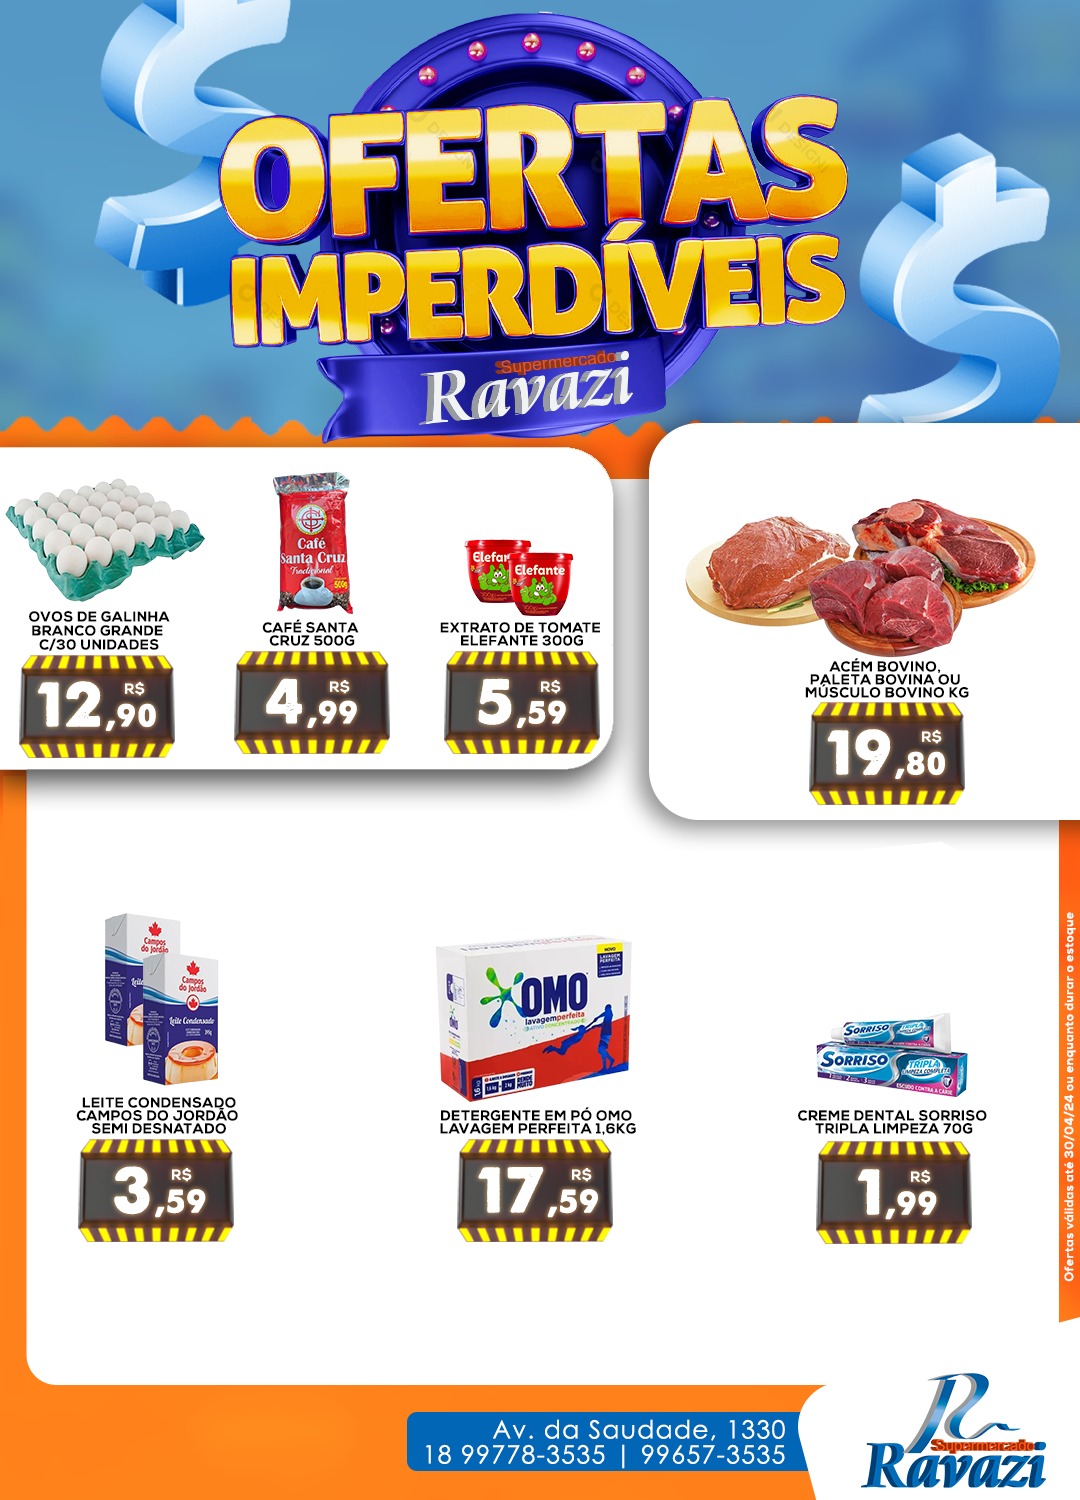 OFERTAS
IMPERDÍVEIS
Supermercado
Ravazi
OVOS DE GALINHA
BRANCO GRANDE
C/30 UNIDADES
R$
12,90
Café
Santa Cruz
Tradicional
500g
CAFÉ SANTA
CRUZ 500G
R$
4,99
Elefante
EXTRATO DE TOMATE
ELEFANTE 300G
R$
5,59
ACÉM BOVINO,
PALETA BOVINA OU
MÚSCULO BOVINO KG
R$
19,80
Campos
do Jordão
Campos
do Jordão
Leite Condensado
LEITE CONDENSADO
CAMPOS DO JORDÃO
SEMI DESNATADO
R$
3,59
NOVO
LAVAGEM
PERFEITA
OMO
lavagemperfeita
DETERGENTE EM PÓ OMO
LAVAGEM PERFEITA 1,6KG
R$
17,59
SORRISO
TRIPLA
SORRISO
TRIPLA
LIMPEZA COMPLETA
ESCUDO CONTRA A CÁRIE
CREME DENTAL SORRISO
TRIPLA LIMPEZA 70G
R$
1,99
Ofertas válidas até 30/04/24 ou enquanto durar o estoque
Av. da Saudade, 1330
18 99778-3535 | 99657-3535
Supermercado
Ravazi